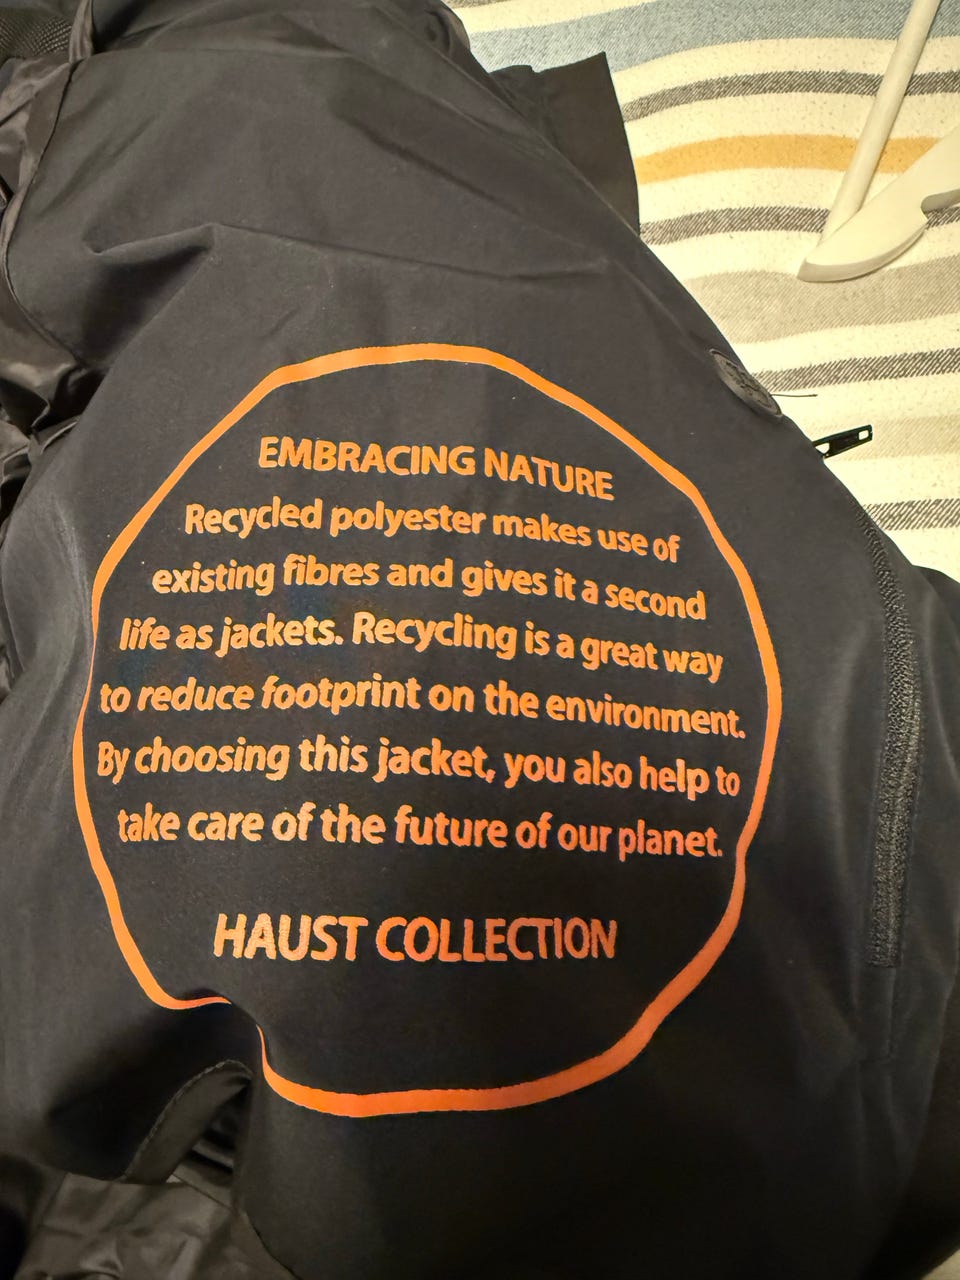 EMBRACING NATURE
Recycled polyester makes use of
existing fibres and gives it a second
life as jackets. Recycling is a great way
to reduce footprint on the environment.
By choosing this jacket, you also help to
take care of the future of our planet.
HAUST COLLECTION